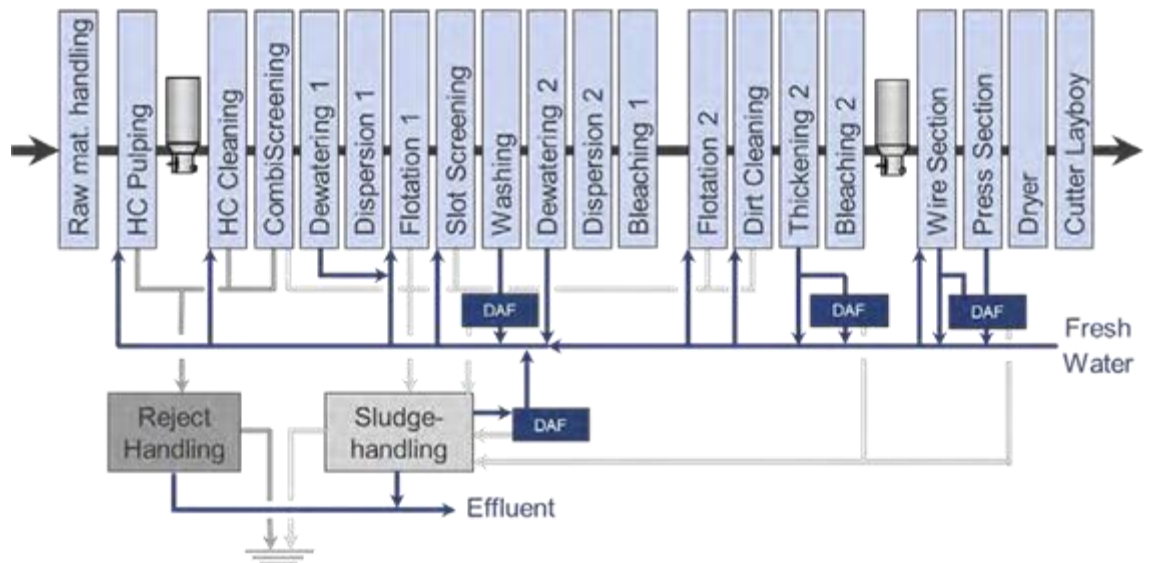 Raw mat. handling
HC Pulping
HC Cleaning
CombiScreening
Dewatering 1
Dispersion 1
Flotation 1
Slot Screening
Washing
Dewatering 2
Dispersion 2
Bleaching 1
Flotation 2
Dirt Cleaning
Thickening 2
Bleaching 2
Wire Section
Press Section
Dryer
Cutter Layboy
DAF
DAF
DAF
Fresh
Water
Reject
Handling
Sludge-
handling
DAF
Effluent